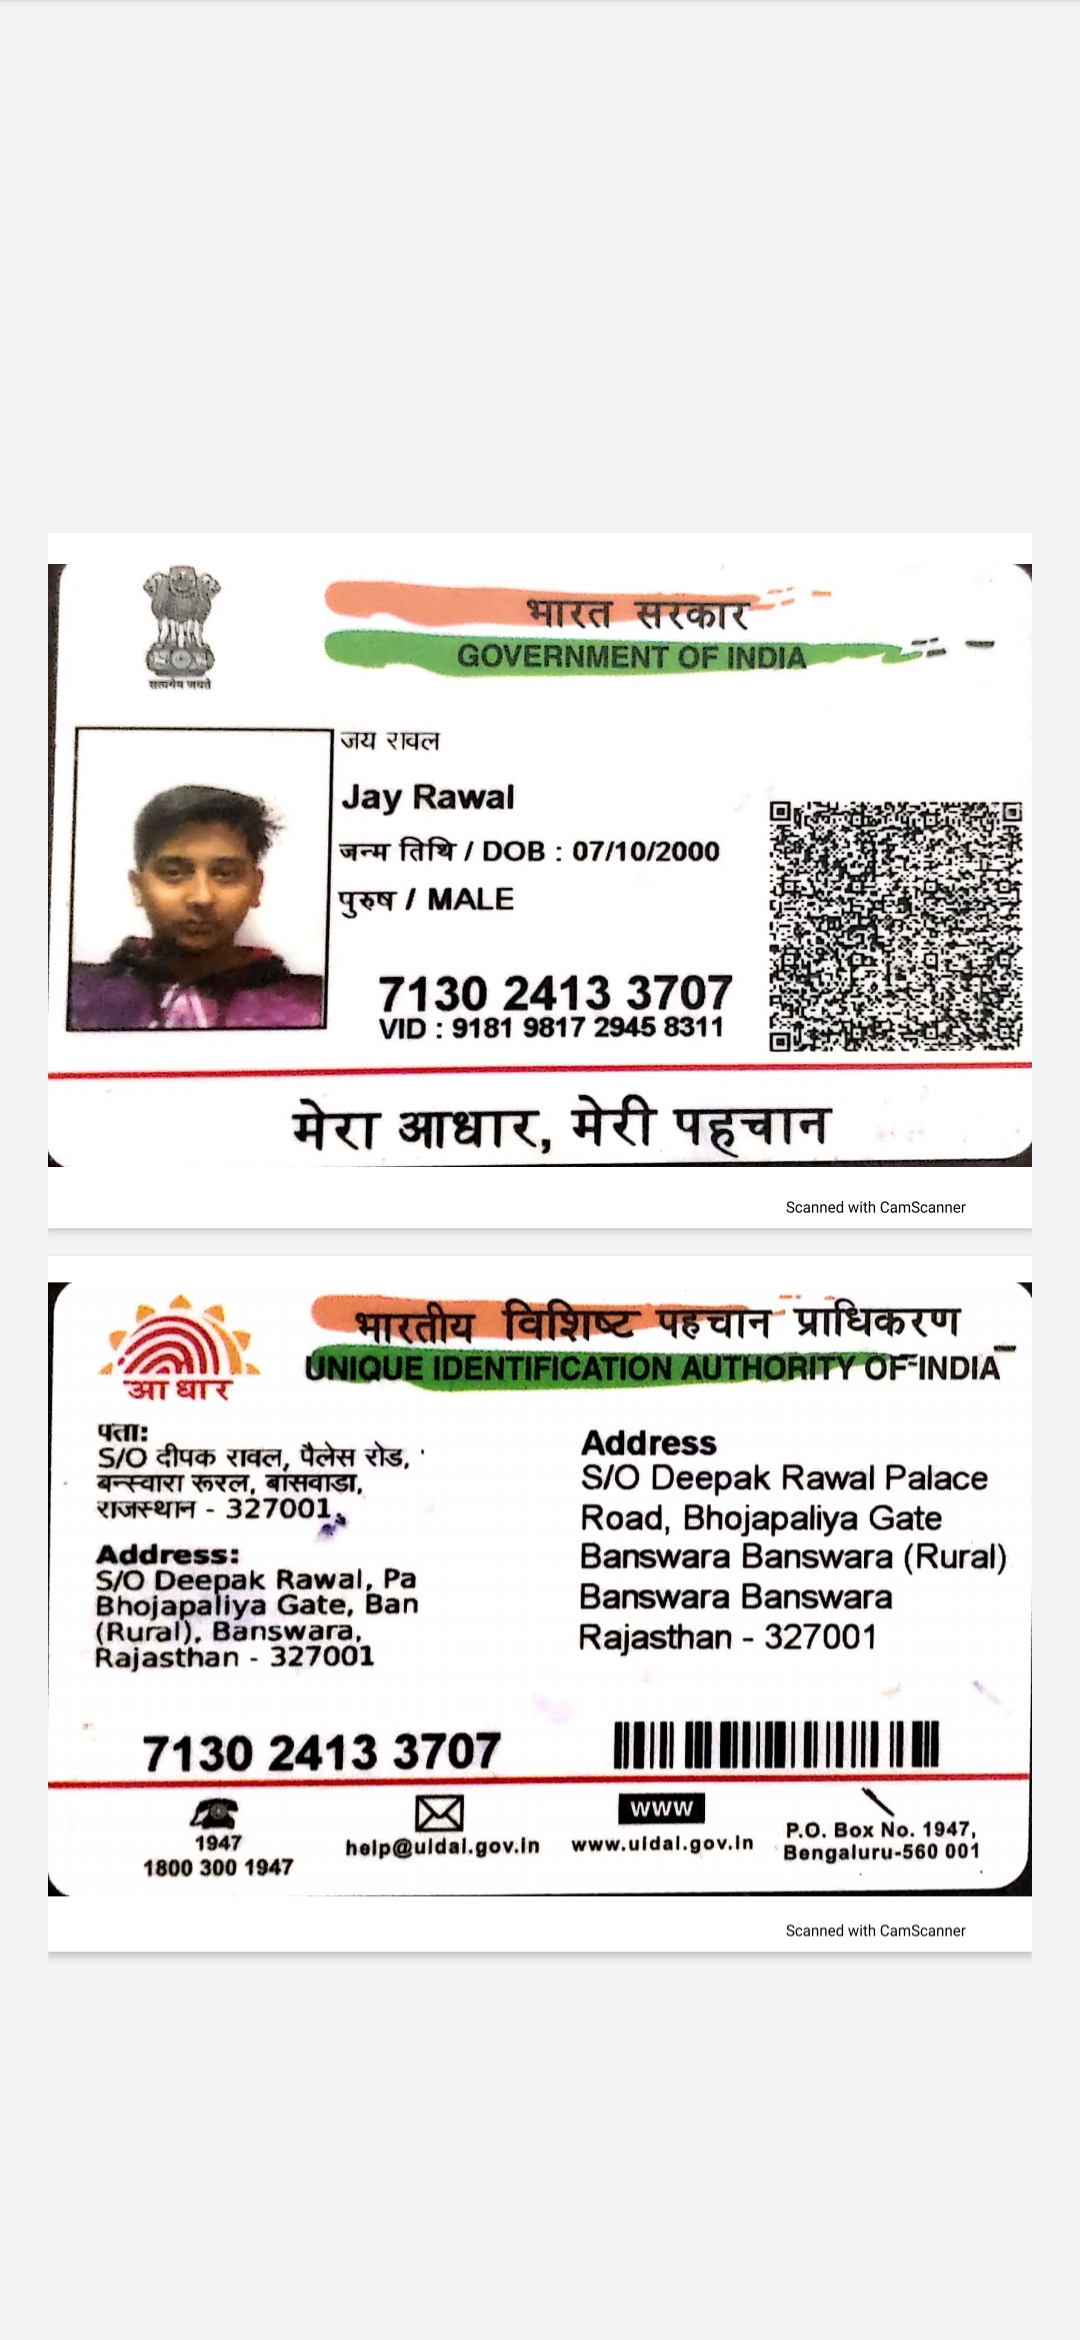 सत्यमेव जयते
भारत सरकार
GOVERNMENT OF INDIA
जय रावल
Jay Rawal
जन्म तिथि / DOB : 07/10/2000
पुरुष / MALE
7130 2413 3707
VID : 9181 9817 2945 8311
मेरा आधार, मेरी पहचान
Scanned with CamScanner
भारतीय विशिष्ट पहचान प्राधिकरण
UNIQUE IDENTIFICATION AUTHORITY OF INDIA
आधार
पता:
S/O दीपक रावल, पैलेस रोड,
बन्स्वारा रूरल, बांसवाडा,
राजस्थान - 327001
Address:
S/O Deepak Rawal, Pa
Bhojapaliya Gate, Ban
(Rural), Banswara,
Rajasthan - 327001
Address
S/O Deepak Rawal Palace
Road, Bhojapaliya Gate
Banswara Banswara (Rural)
Banswara Banswara
Rajasthan - 327001
7130 2413 3707
1947
1800 300 1947
help@uidai.gov.in
www
www.uidai.gov.in
P.O. Box No. 1947,
Bengaluru-560 001
Scanned with CamScanner